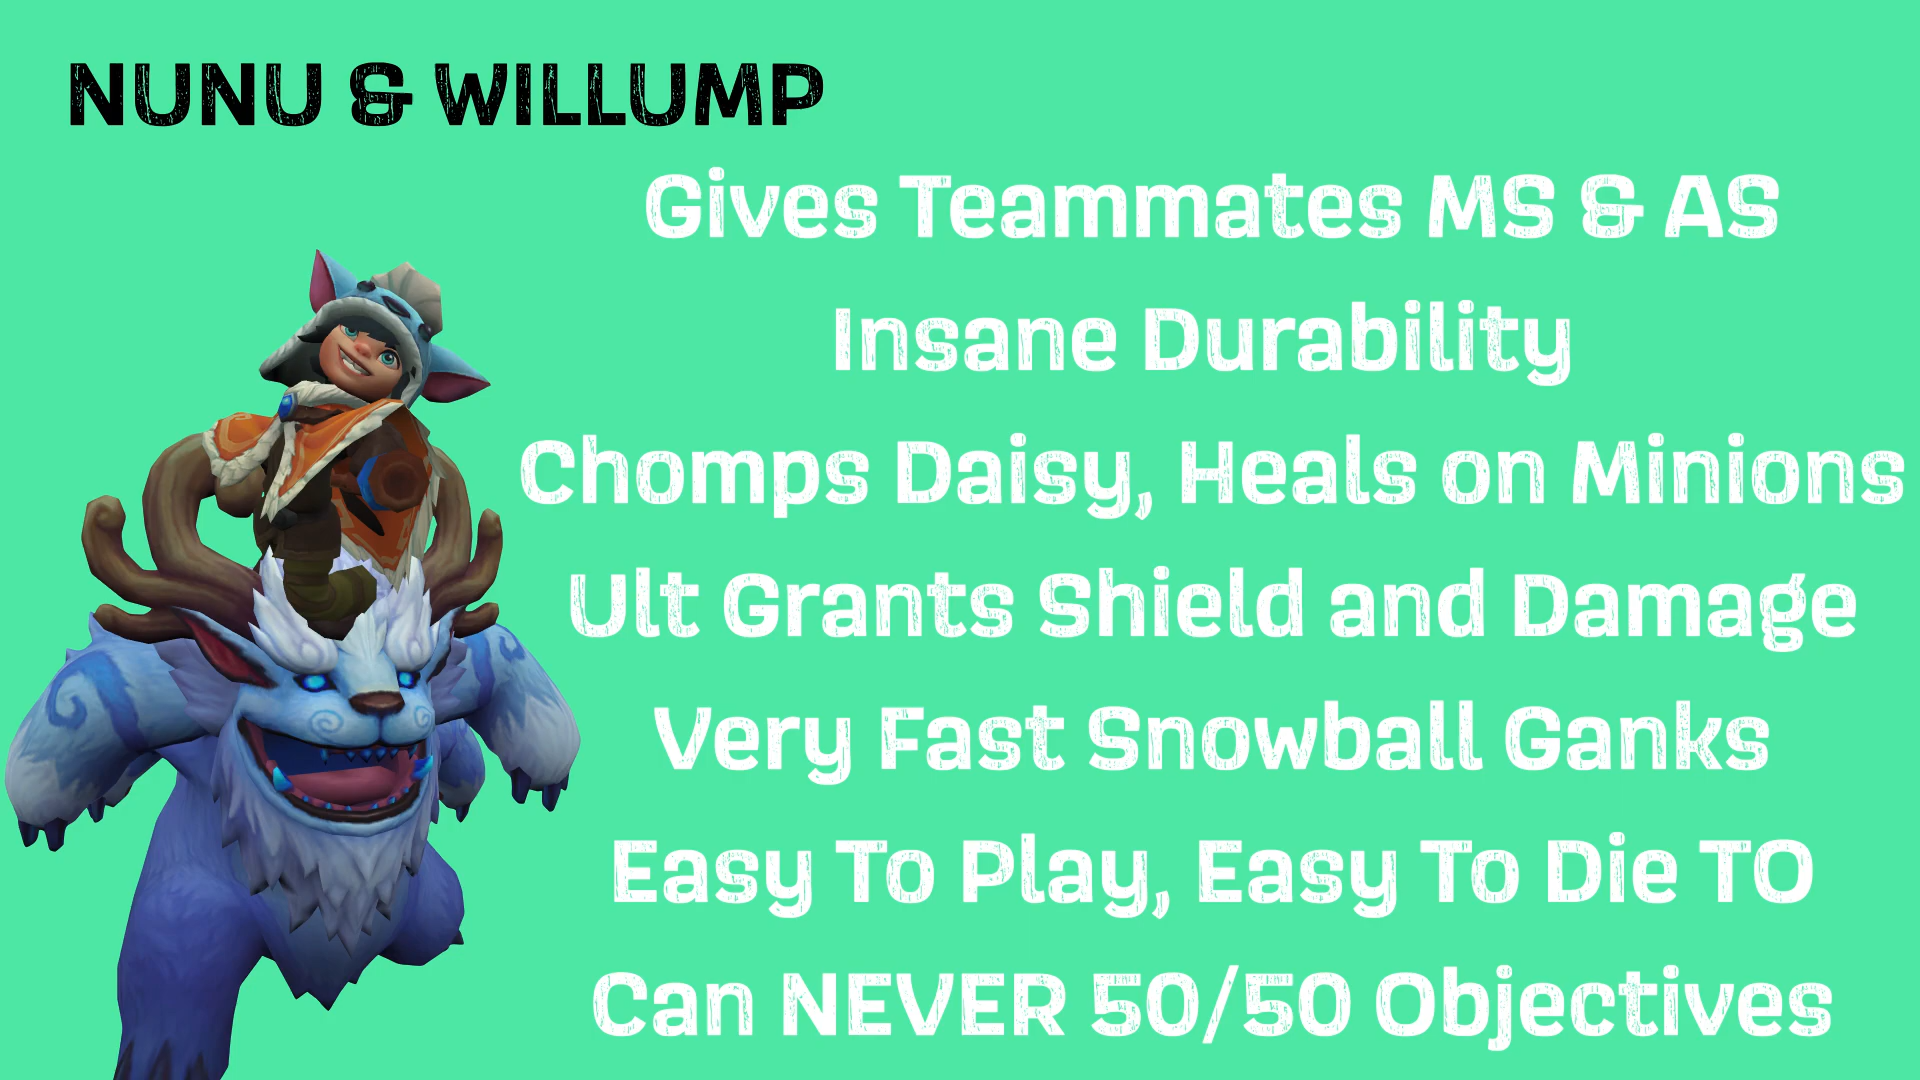 NUNU & WILLUMP
Gives Teammates MS & AS
Insane Durability
Chomps Daisy, Heals on Minions
Ult Grants Shield and Damage
Very Fast Snowball Ganks
Easy To Play, Easy To Die TO
Can NEVER 50/50 Objectives